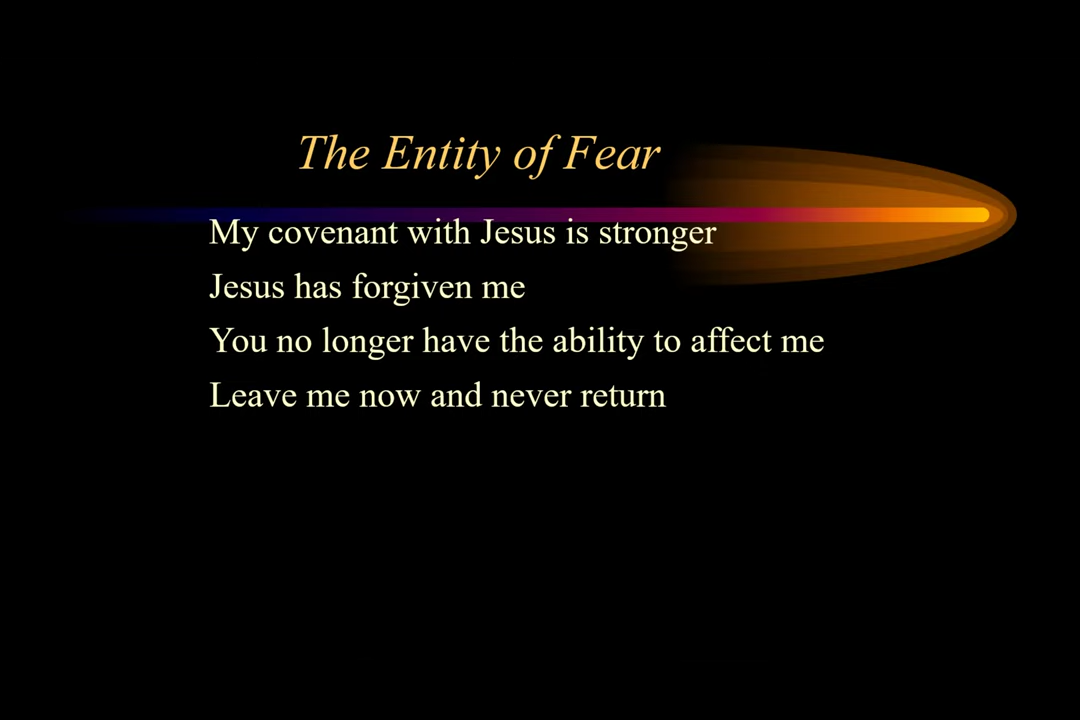 The Entity of Fear
My covenant with Jesus is stronger
Jesus has forgiven me
You no longer have the ability to affect me
Leave me now and never return